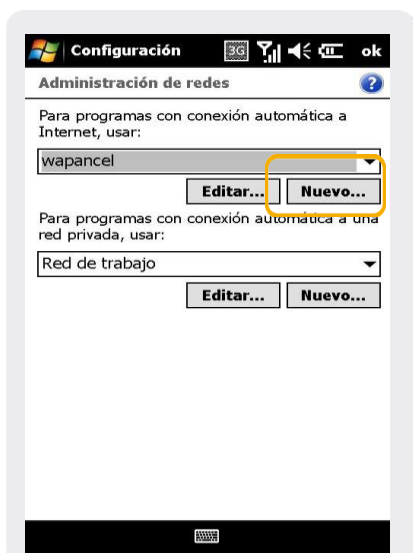 Configuración 3G ok
Administración de redes ?
Para programas con conexión automática a
Internet, usar:
wapancel
Editar... Nuevo...
Para programas con conexión automática a una
red privada, usar:
Red de trabajo
Editar... Nuevo...